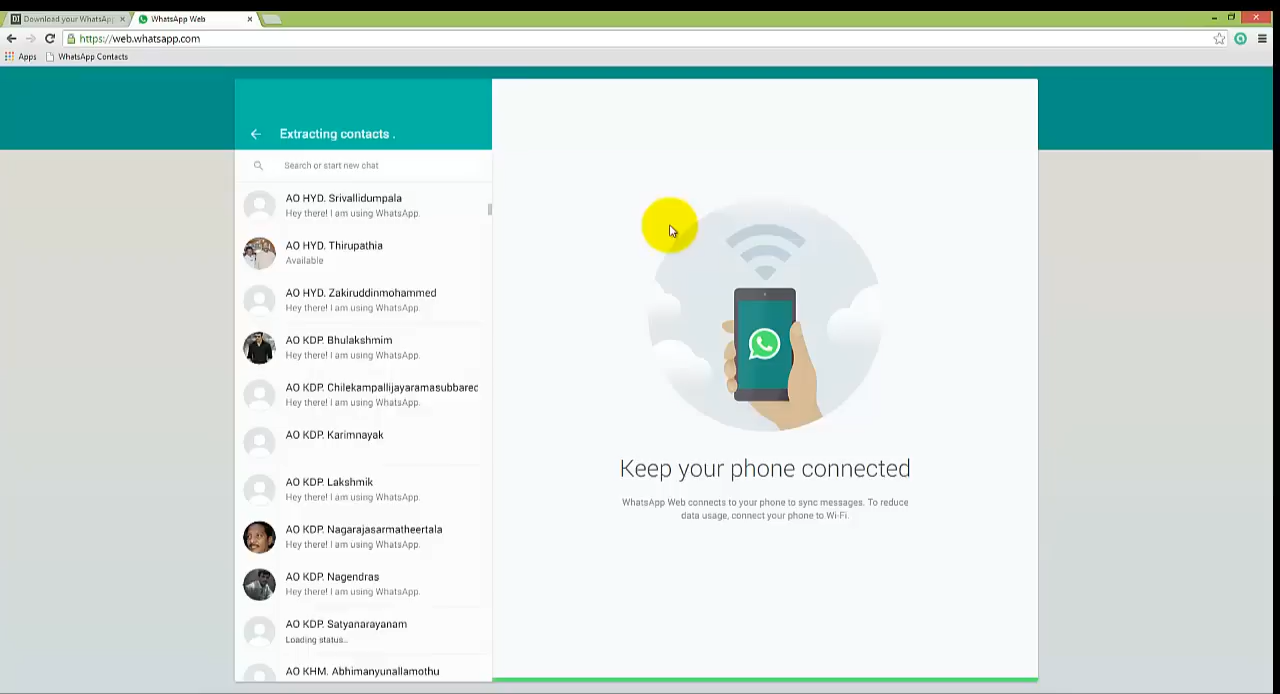 Download your WhatsApp
WhatsApp Web
https://web.whatsapp.com
Apps
WhatsApp Contacts
Extracting contacts .
Search or start new chat
AO HYD. Srivallidumpala
Hey there! I am using WhatsApp.
AO HYD. Thirupathia
Available
AO HYD. Zakiruddinmohammed
Hey there! I am using WhatsApp.
AO KDP. Bhulakshmim
Hey there! I am using WhatsApp.
AO KDP. Chilekampallijayaramasubbarec
Hey there! I am using WhatsApp.
AO KDP. Karimnayak
AO KDP. Lakshmik
Hey there! I am using WhatsApp.
AO KDP. Nagarajasarmatheertala
Hey there! I am using WhatsApp.
AO KDP. Nagendras
Hey there! I am using WhatsApp.
AO KDP. Satyanarayanam
Loading status...
AO KHM. Abhimanyunallamothu
Keep your phone connected
WhatsApp Web connects to your phone to sync messages. To reduce
data usage, connect your phone to Wi-Fi.